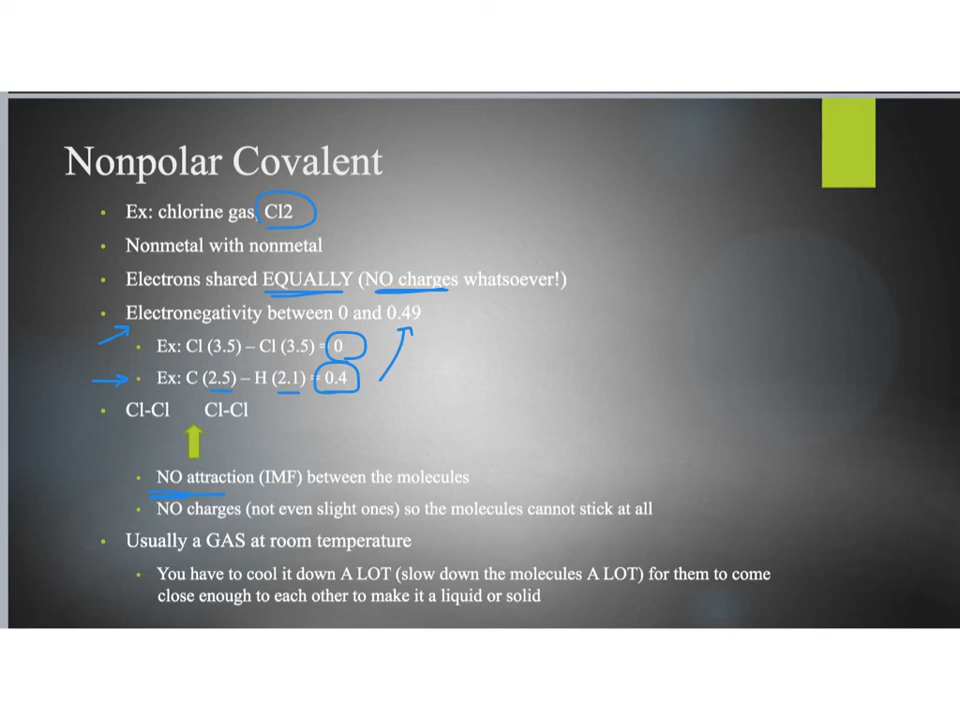 Nonpolar Covalent
• Ex: chlorine gas, Cl2
• Nonmetal with nonmetal
• Electrons shared EQUALLY (NO charges whatsoever!)
• Electronegativity between 0 and 0.49
• Ex: Cl (3.5) – Cl (3.5) = 0
• Ex: C (2.5) – H (2.1) = 0.4
• Cl-Cl Cl-Cl
• NO attraction (IMF) between the molecules
• NO charges (not even slight ones) so the molecules cannot stick at all
• Usually a GAS at room temperature
• You have to cool it down A LOT (slow down the molecules A LOT) for them to come
close enough to each other to make it a liquid or solid